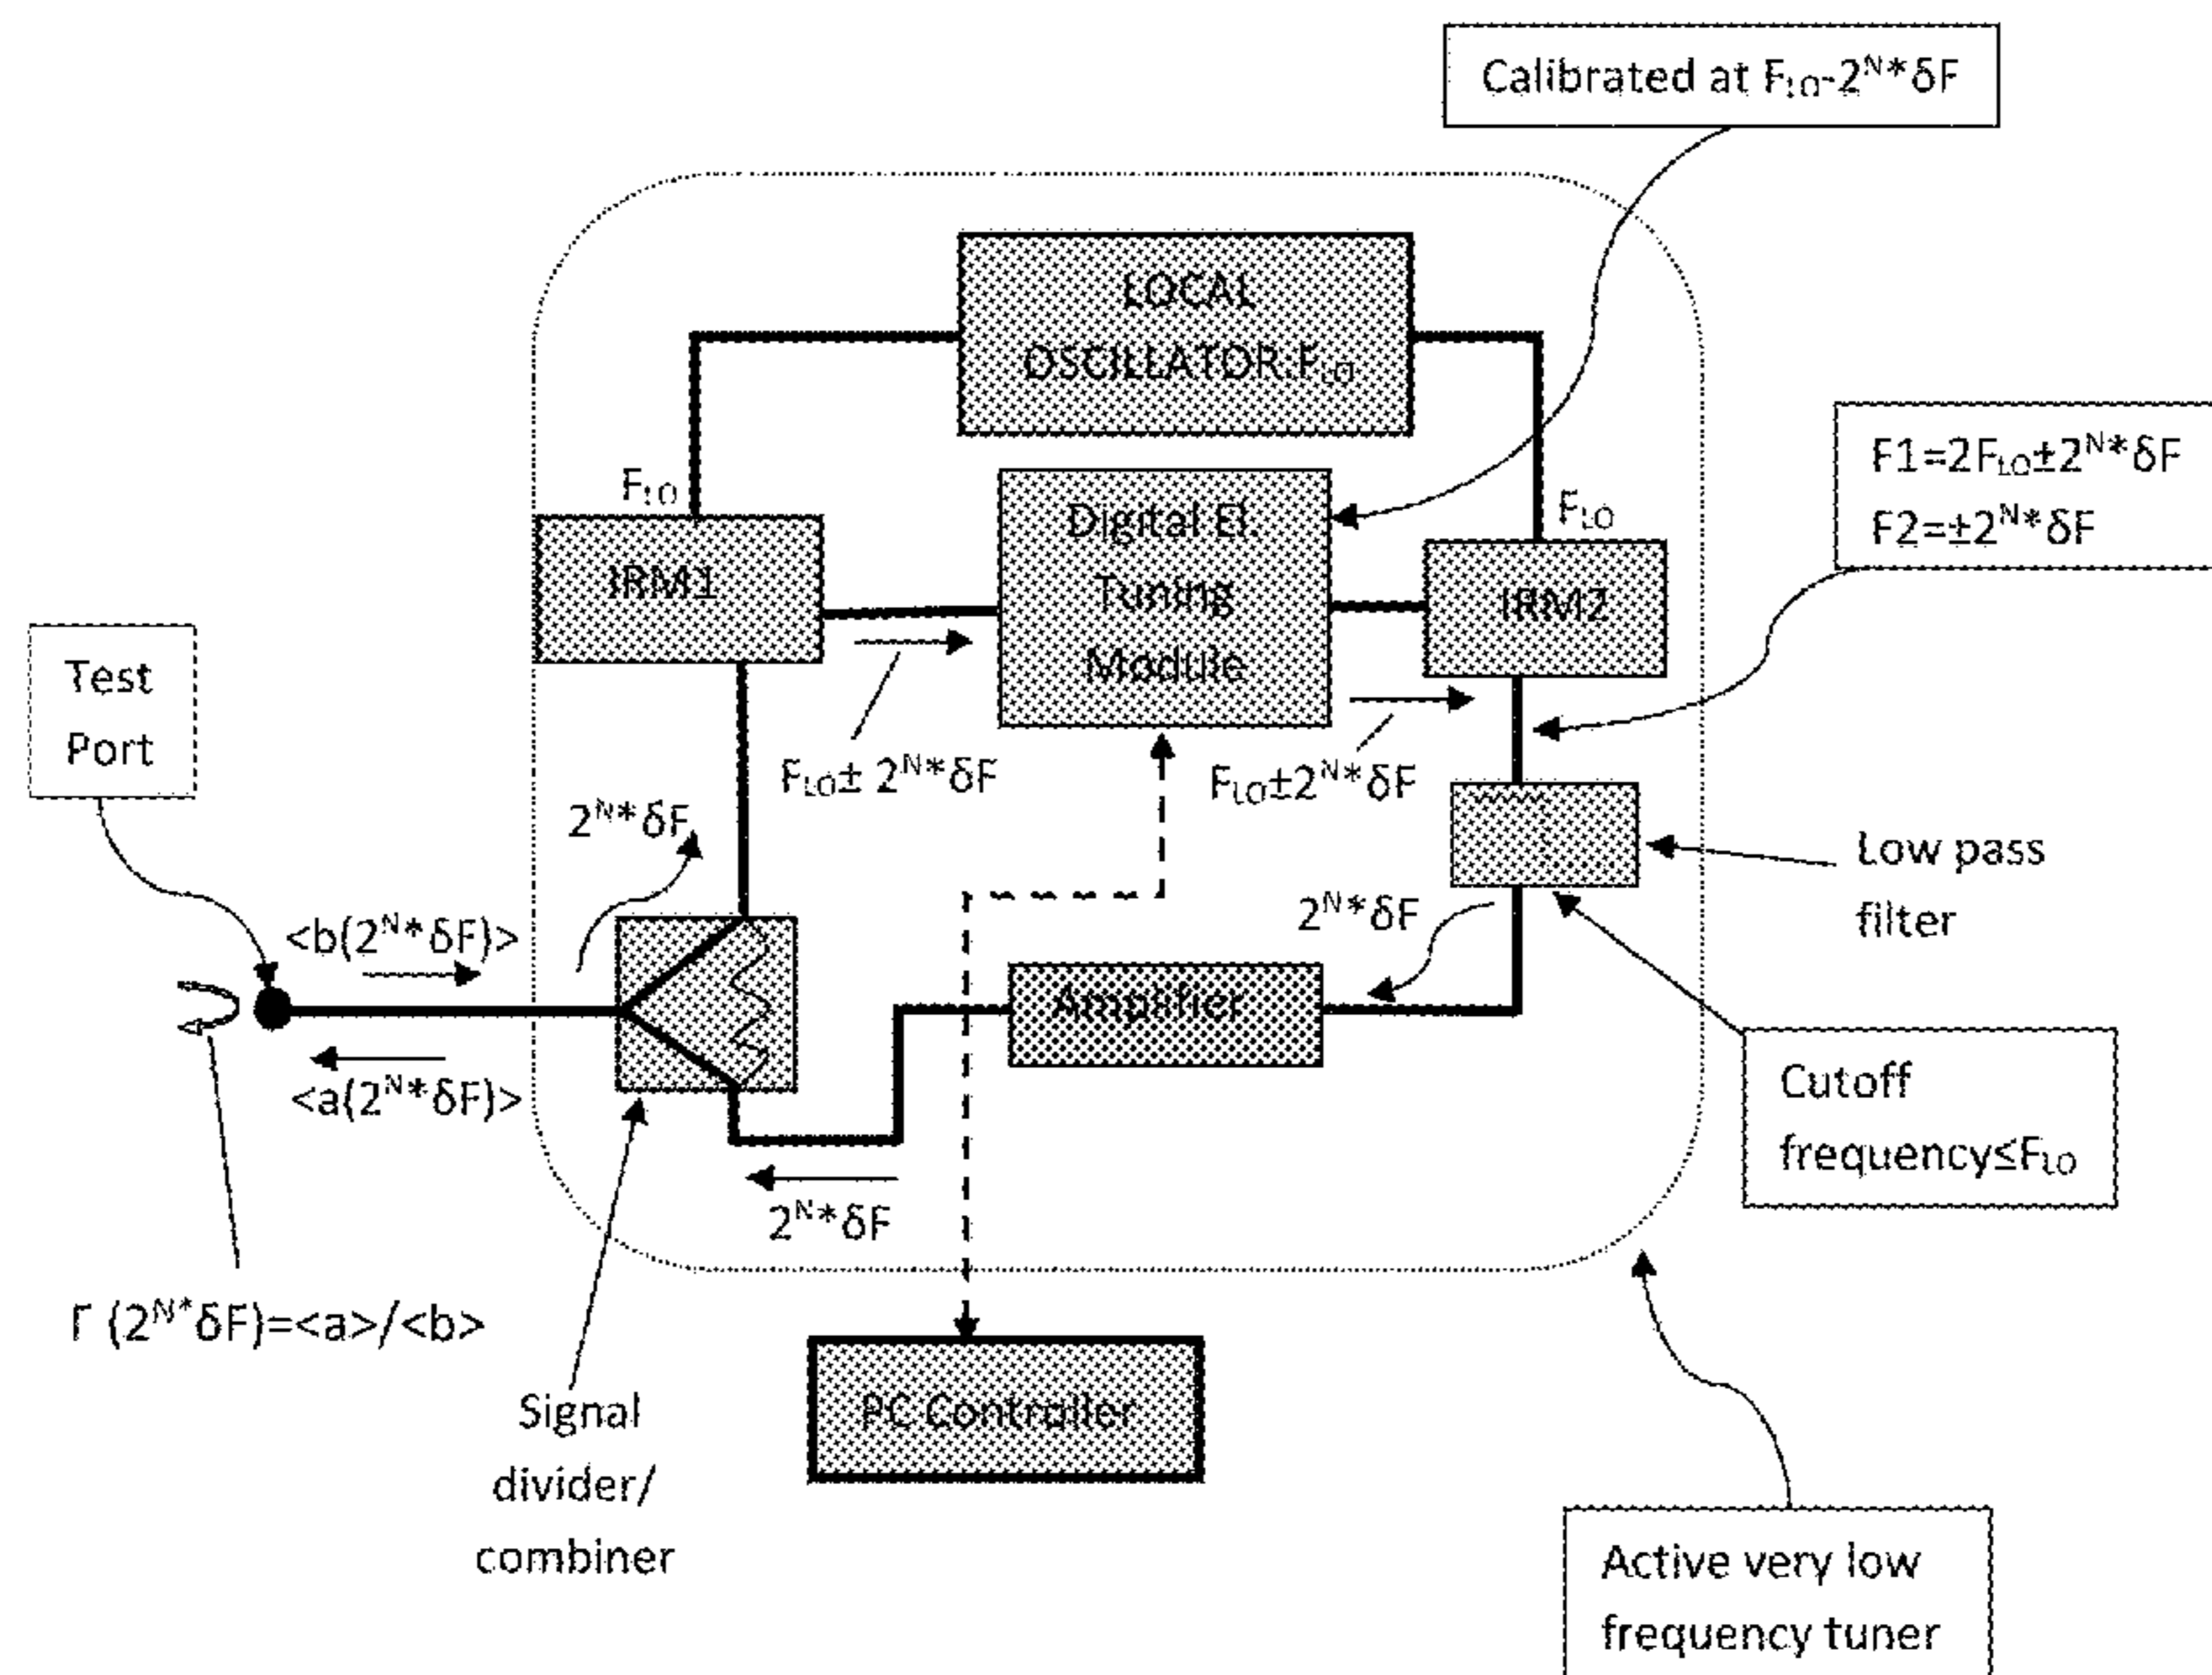 Calibrated at F_LO-2^N*δF
LOCAL
OSCILLATOR:F_LO
F1=2F_LO±2^N*δF
F2=±2^N*δF
F_LO
F_LO
Digital El.
Tuning
Module
IRM1
IRM2
Test
Port
F_LO± 2^N*δF
F_LO±2^N*δF
2^N*δF
Low pass
filter
2^N*δF
<b(2^N*δF)>
Amplifier
<a(2^N*δF)>
Cutoff
frequency≤F_LO
2^N*δF
Γ (2^N*δF)=<a>/<b>
PC Controller
Signal
divider/
combiner
Active very low
frequency tuner